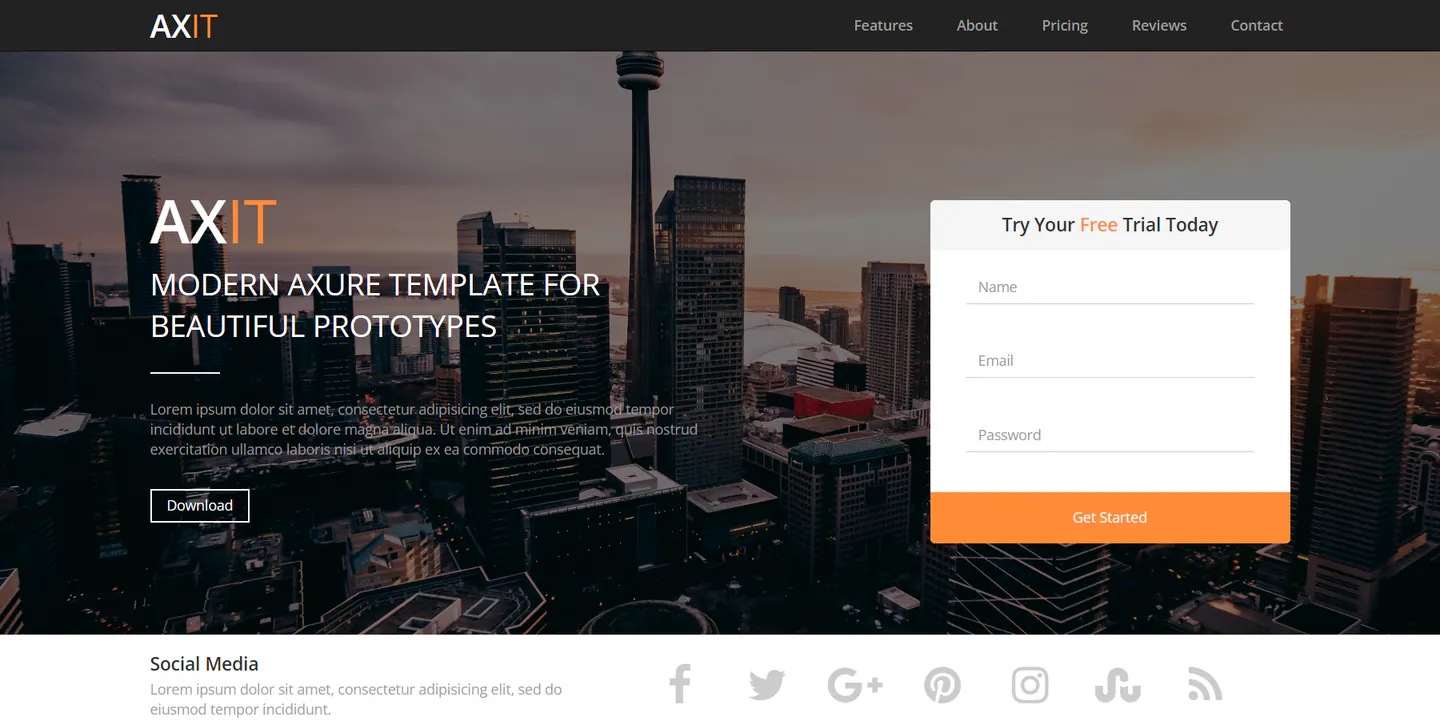 AXIT
Features
About
Pricing
Reviews
Contact
AXIT
MODERN AXURE TEMPLATE FOR
BEAUTIFUL PROTOTYPES
Lorem ipsum dolor sit amet, consectetur adipisicing elit, sed do eiusmod tempor
incididunt ut labore et dolore magna aliqua. Ut enim ad minim veniam, quis nostrud
exercitation ullamco laboris nisi ut aliquip ex ea commodo consequat.
Download
Try Your Free Trial Today
Name
Email
Password
Get Started
Social Media
Lorem ipsum dolor sit amet, consectetur adipisicing elit, sed do
eiusmod tempor incididunt.